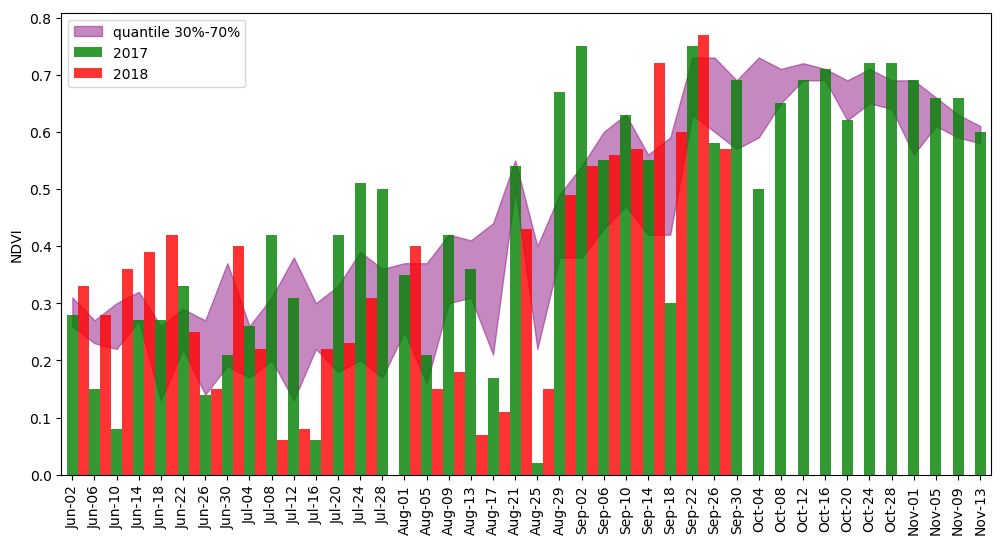 0.8
0.7
0.6
0.5
0.4
0.3
0.2
0.1
0.0
NDVI
quantile 30%-70%
2017
2018
Jun-02
Jun-06
Jun-10
Jun-14
Jun-18
Jun-22
Jun-26
Jun-30
Jul-04
Jul-08
Jul-12
Jul-16
Jul-20
Jul-24
Jul-28
Aug-01
Aug-05
Aug-09
Aug-13
Aug-17
Aug-21
Aug-25
Aug-29
Sep-02
Sep-06
Sep-10
Sep-14
Sep-18
Sep-22
Sep-26
Sep-30
Oct-04
Oct-08
Oct-12
Oct-16
Oct-20
Oct-24
Oct-28
Nov-01
Nov-05
Nov-09
Nov-13